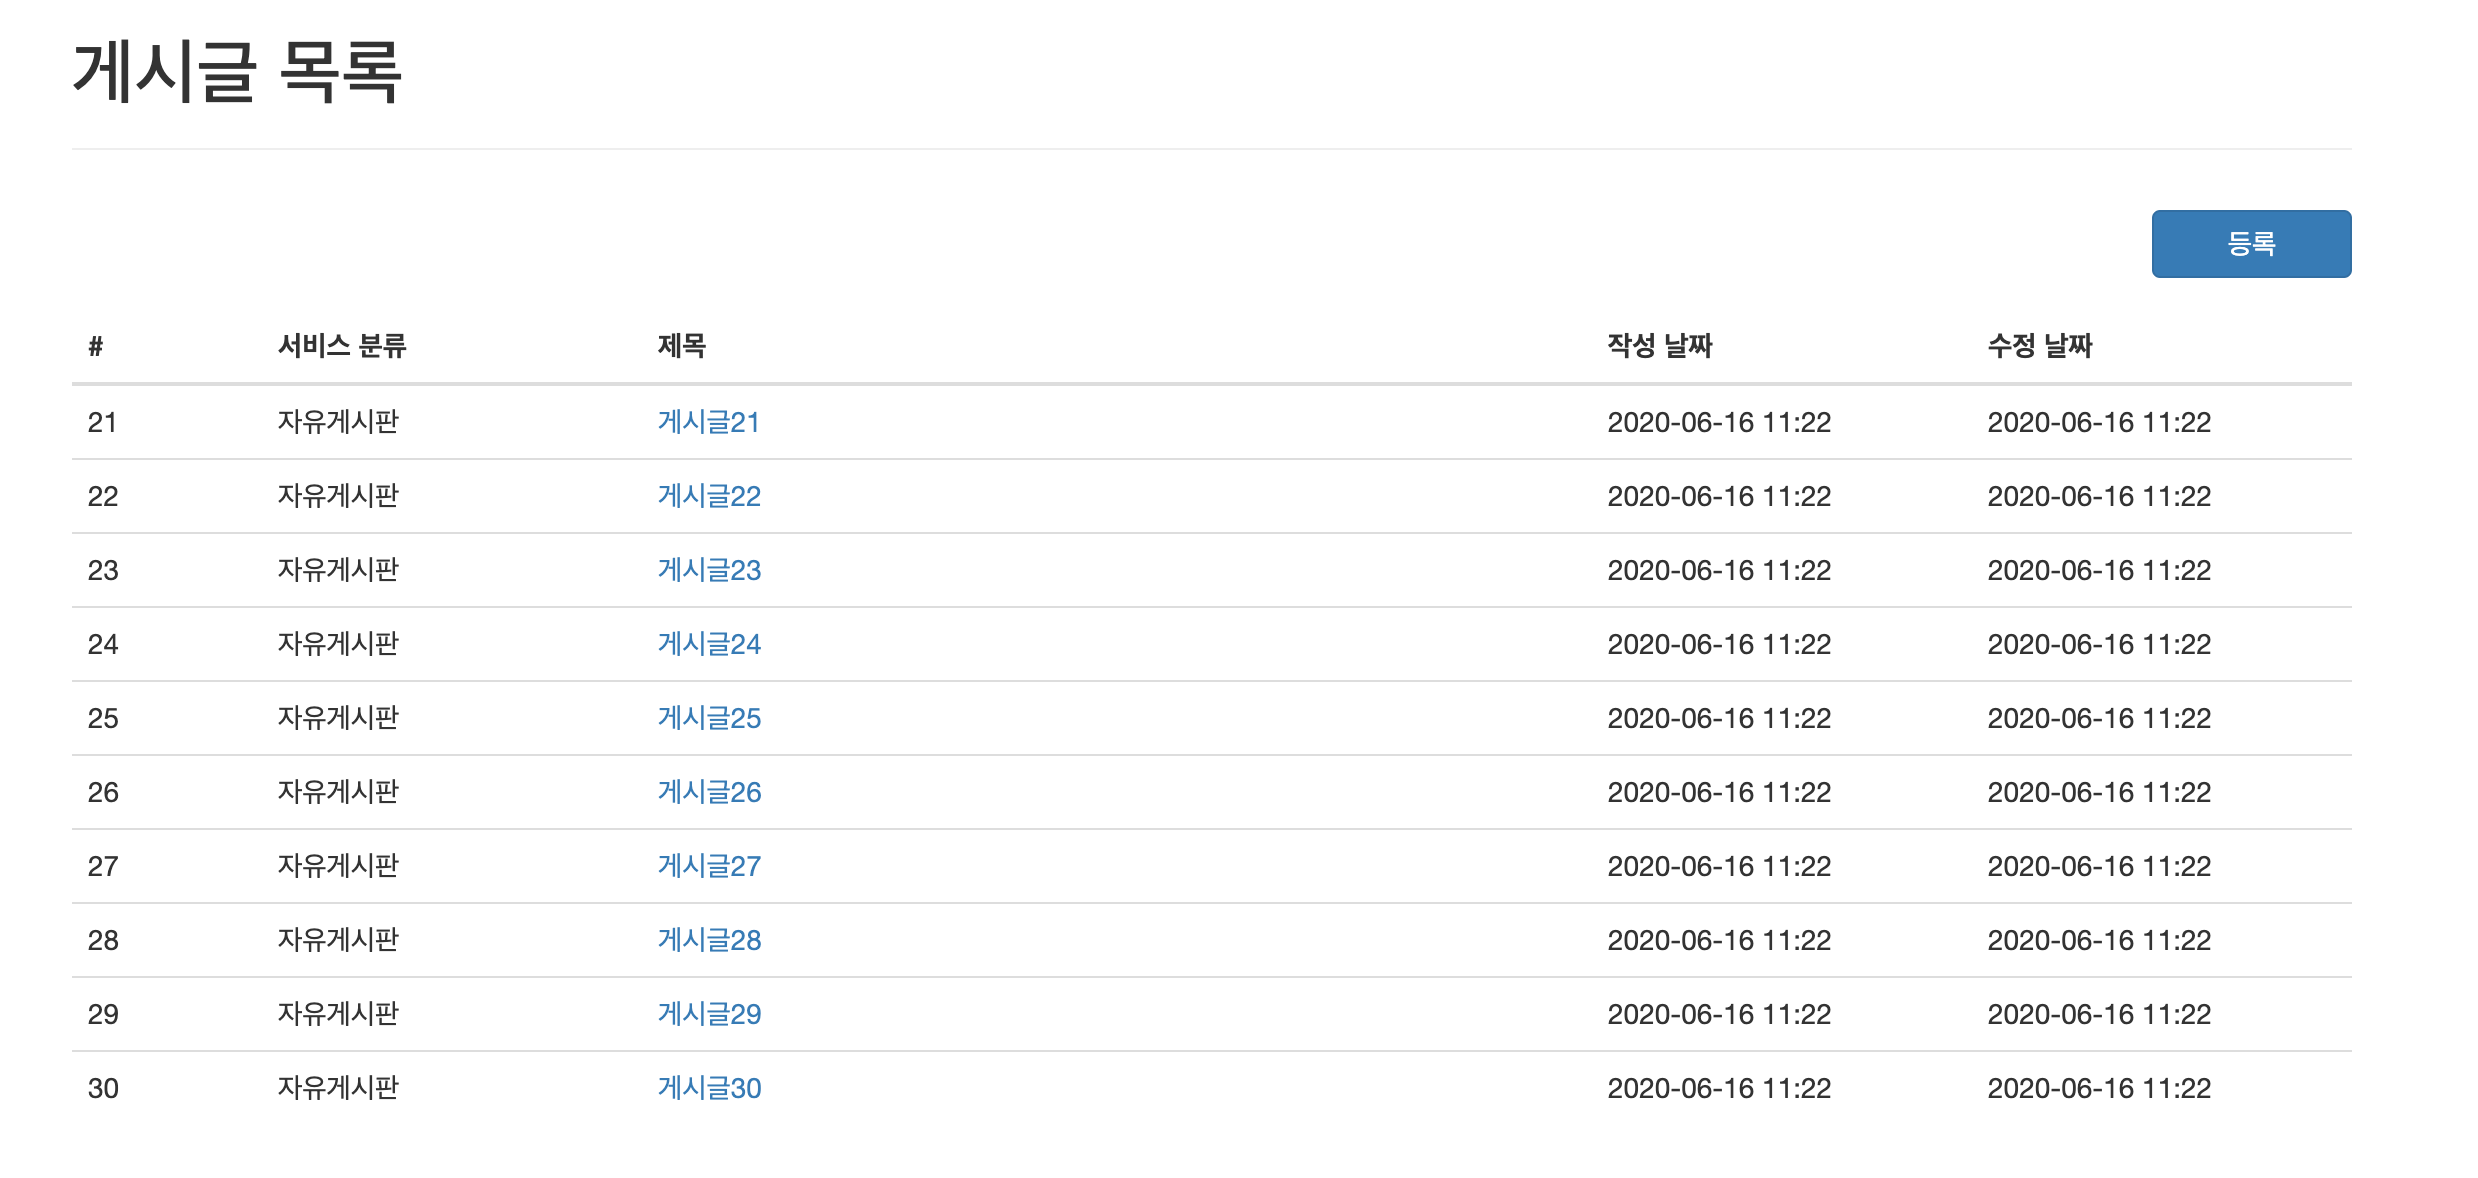 게시글 목록
등록
# 서비스 분류 제목 작성 날짜 수정 날짜
21 자유게시판 게시글21 2020-06-16 11:22 2020-06-16 11:22
22 자유게시판 게시글22 2020-06-16 11:22 2020-06-16 11:22
23 자유게시판 게시글23 2020-06-16 11:22 2020-06-16 11:22
24 자유게시판 게시글24 2020-06-16 11:22 2020-06-16 11:22
25 자유게시판 게시글25 2020-06-16 11:22 2020-06-16 11:22
26 자유게시판 게시글26 2020-06-16 11:22 2020-06-16 11:22
27 자유게시판 게시글27 2020-06-16 11:22 2020-06-16 11:22
28 자유게시판 게시글28 2020-06-16 11:22 2020-06-16 11:22
29 자유게시판 게시글29 2020-06-16 11:22 2020-06-16 11:22
30 자유게시판 게시글30 2020-06-16 11:22 2020-06-16 11:22